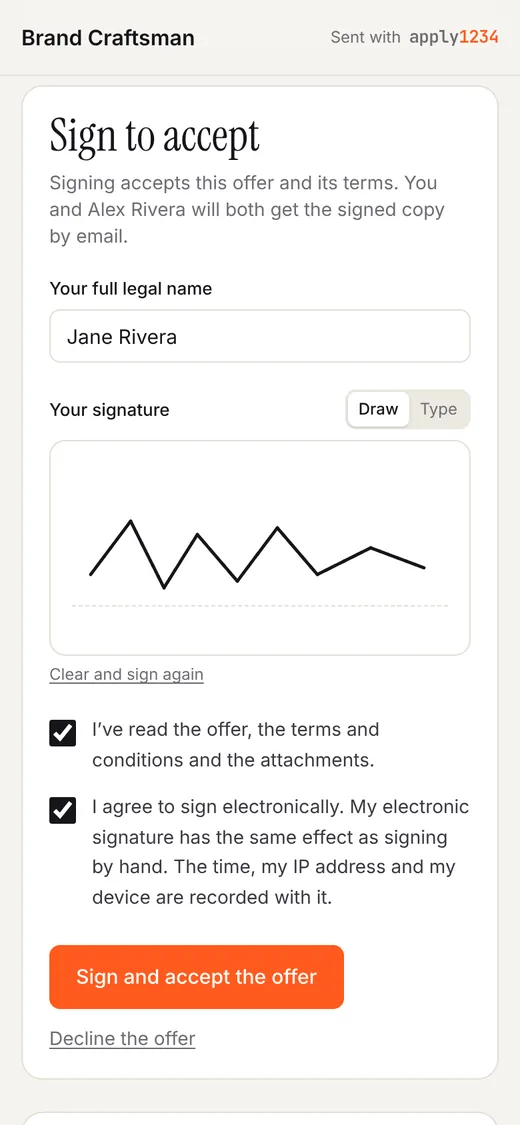 Brand Craftsman
Sent with apply1234
Sign to accept
Signing accepts this offer and its terms. You
and Alex Rivera will both get the signed copy
by email.
Your full legal name
Jane Rivera
Your signature
Draw
Type
Clear and sign again
I’ve read the offer, the terms and
conditions and the attachments.
I agree to sign electronically. My electronic
signature has the same effect as signing
by hand. The time, my IP address and my
device are recorded with it.
Sign and accept the offer
Decline the offer